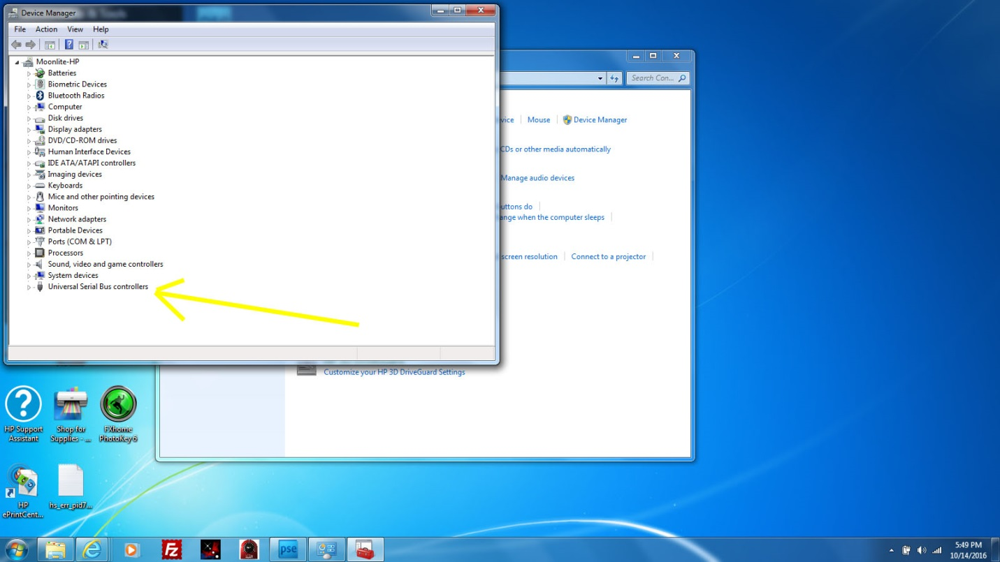 Device Manager
File Action View Help
Moonlite-HP
Batteries
Biometric Devices
Bluetooth Radios
Computer
Disk drives
Display adapters
DVD/CD-ROM drives
Human Interface Devices
IDE ATA/ATAPI controllers
Imaging devices
Keyboards
Mice and other pointing devices
Monitors
Network adapters
Portable Devices
Ports (COM & LPT)
Processors
Sound, video and game controllers
System devices
Universal Serial Bus controllers
Search Con...
vice Mouse Device Manager
CDs or other media automatically
Manage audio devices
uttons do
ange when the computer sleeps
screen resolution Connect to a projector
Customize your HP 3D DriveGuard Settings
HP Support
Assistant
Shop for
Supplies - ...
FXhome
PhotoKey 6
HP
ePrintCent...
hs_err_pid7...
Fz
pse
5:49 PM
10/14/2016